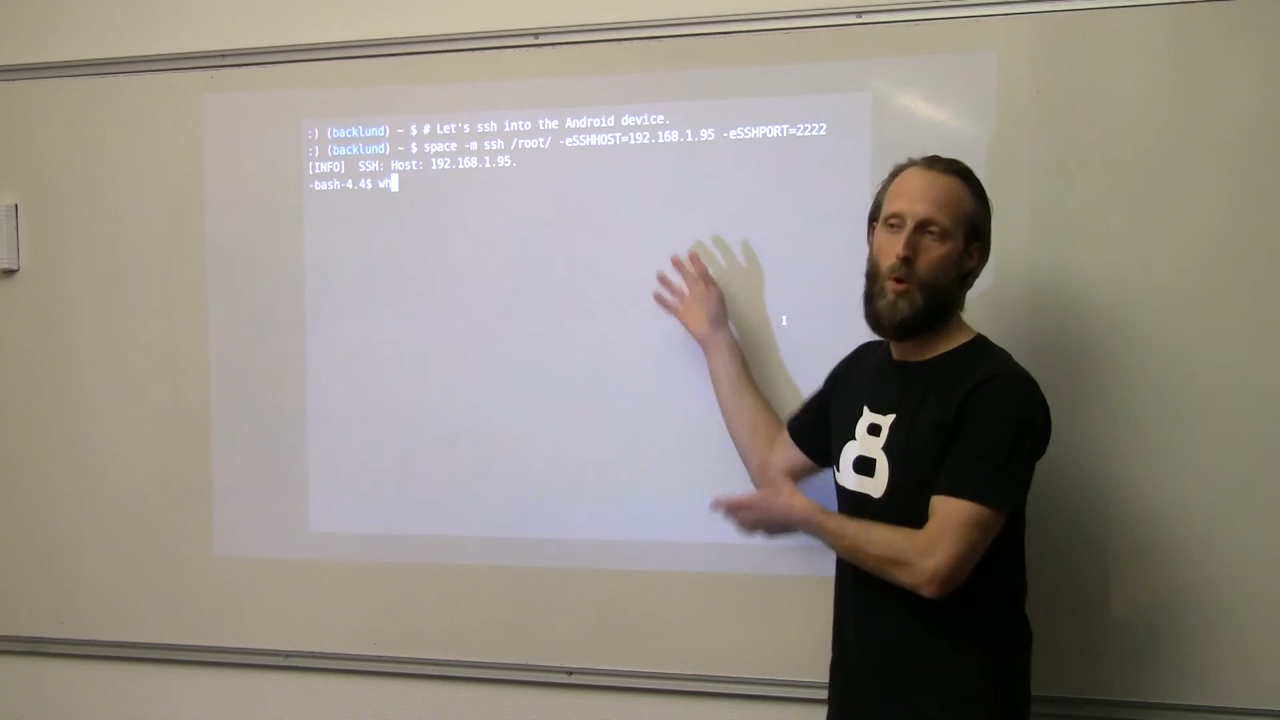 :) (backlund) ~ $ # Let's ssh into the Android device.
:) (backlund) ~ $ space -m ssh /root/ -eSSHHOST=192.168.1.95 -eSSHPORT=2222
[INFO]  SSH: Host: 192.168.1.95.
-bash-4.4$ wh